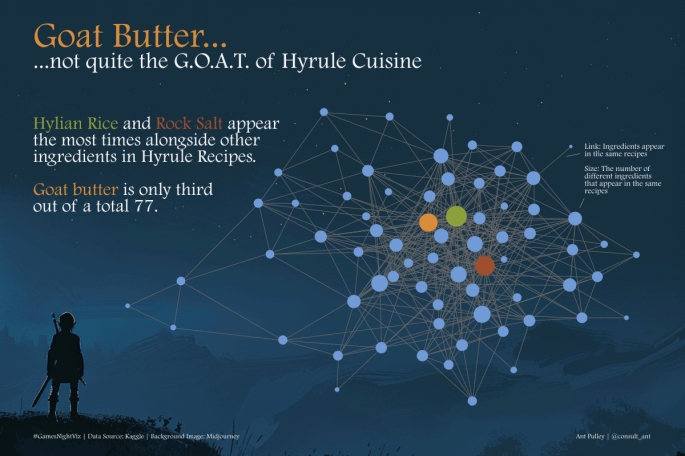 Goat Butter...
...not quite the G.O.A.T. of Hyrule Cuisine
Hylian Rice and Rock Salt appear
the most times alongside other
ingredients in Hyrule Recipes.
Goat butter is only third
out of a total 77.
Link: Ingredients appear
in the same recipes
Size: The number of
different ingredients
that appear in the same
recipes
#GamesNightViz | Data Source: Kaggle | Background Image: Midjourney
Ant Pulley | @consult_ant